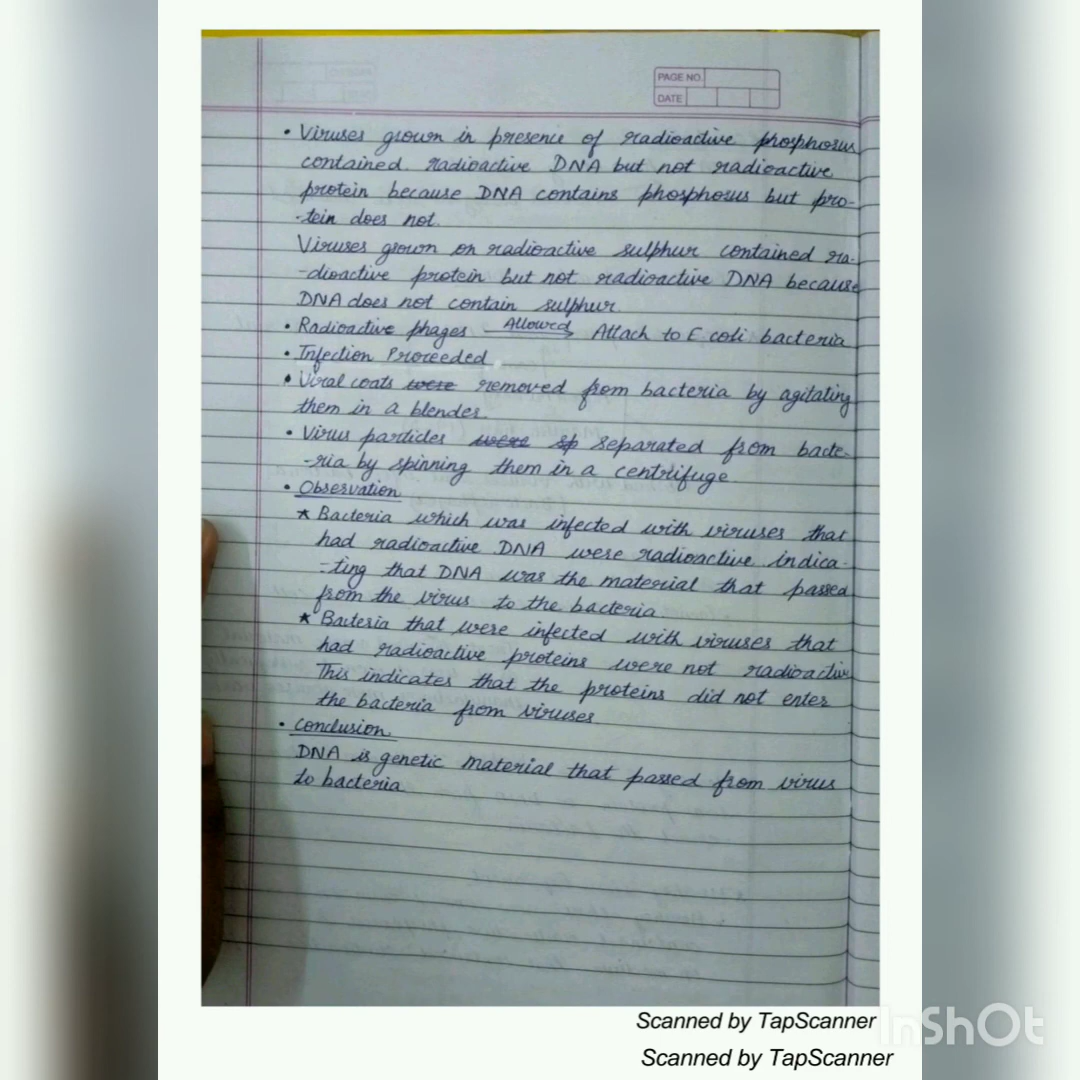 PAGE NO.
DATE
• Viruses grown in presence of radioactive phosphorus
contained radioactive DNA but not radioactive
protein because DNA contains phosphorus but pro-
-tein does not.
Viruses grown on radioactive sulphur contained ra-
-dioactive protein but not radioactive DNA because
DNA does not contain sulphur.
• Radioactive phages Allowed → Attach to E coli bacteria
• Infection Proceeded
• Viral coats were removed from bacteria by agitating
them in a blender.
• Virus particles were sp separated from bacte-
-ria by spinning them in a centrifuge.
• Observation
* Bacteria which was infected with viruses that
had radioactive DNA were radioactive indica-
-ting that DNA was the material that passed
from the virus to the bacteria
* Bacteria that were infected with viruses that
had radioactive proteins were not radioactive
This indicates that the proteins did not enter
the bacteria from viruses
• Conclusion
DNA is genetic material that passed from virus
to bacteria
Scanned by TapScanner
Scanned by TapScanner
InShOt